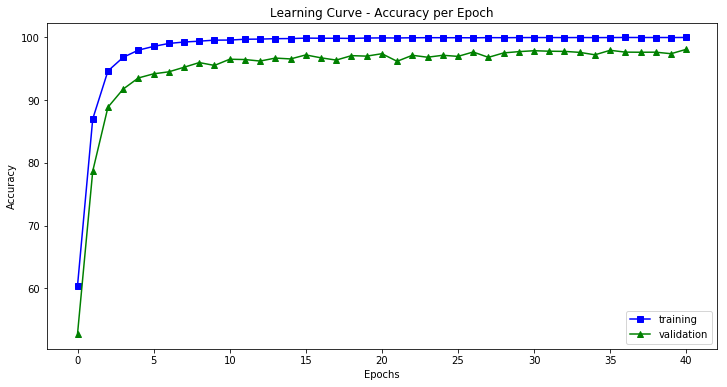 Learning Curve - Accuracy per Epoch
Accuracy
100
90
80
70
60
0 5 10 15 20 25 30 35 40
Epochs
training
validation